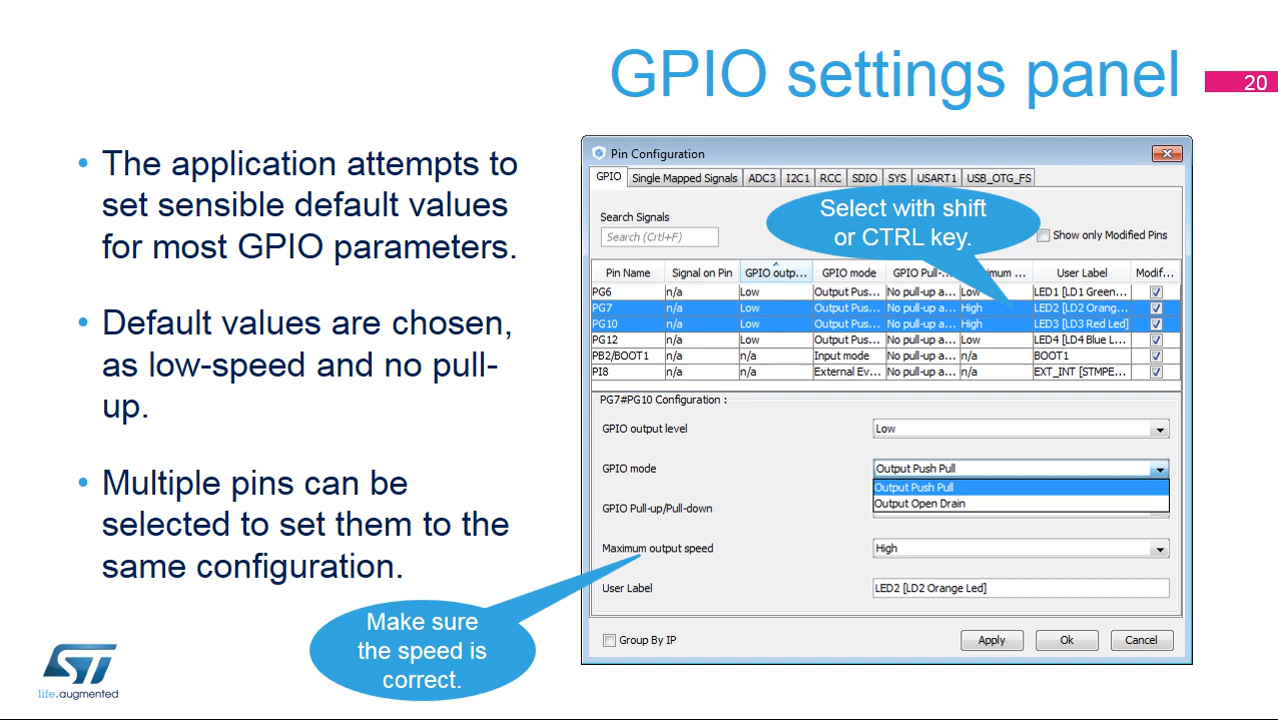 GPIO settings panel
20
• The application attempts to
set sensible default values
for most GPIO parameters.
• Default values are chosen,
as low-speed and no pull-
up.
• Multiple pins can be
selected to set them to the
same configuration.
Pin Configuration
GPIO Single Mapped Signals ADC3 I2C1 RCC SDIO SYS USART1 USB_OTG_FS
Select with shift
or CTRL key.
Search Signals
Search (Crtl+F)
Show only Modified Pins
Pin Name Signal on Pin GPIO outp... GPIO mode GPIO Pull-... ...mum ... User Label Modif...
PG6 n/a Low Output Pus... No pull-up a... Low LED1 [LD1 Green...
PG7 n/a Low Output Pus... No pull-up a... High LED2 [LD2 Orang...
PG10 n/a Low Output Pus... No pull-up a... High LED3 [LD3 Red Led]
PG12 n/a Low Output Pus... No pull-up a... Low LED4 [LD4 Blue L...
PB2/BOOT1 n/a n/a Input mode No pull-up a... n/a BOOT1
PI8 n/a n/a External Ev... No pull-up a... n/a EXT_INT [STMPE...
PG7#PG10 Configuration :
GPIO output level Low
GPIO mode Output Push Pull
Output Push Pull
Output Open Drain
GPIO Pull-up/Pull-down
Maximum output speed High
User Label LED2 [LD2 Orange Led]
Group By IP Apply Ok Cancel
Make sure
the speed is
correct.
ST
life.augmented